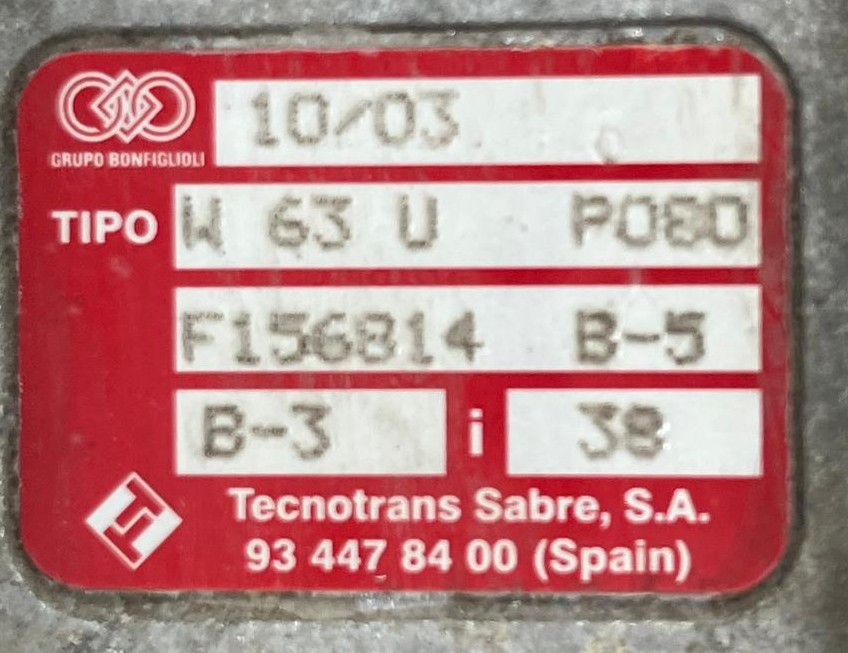 10/03
GRUPO BONFIGLIOLI
TIPO W 63 U P080
F156814 B-5
B-3 i 38
Tecnotrans Sabre, S.A.
93 447 84 00 (Spain)